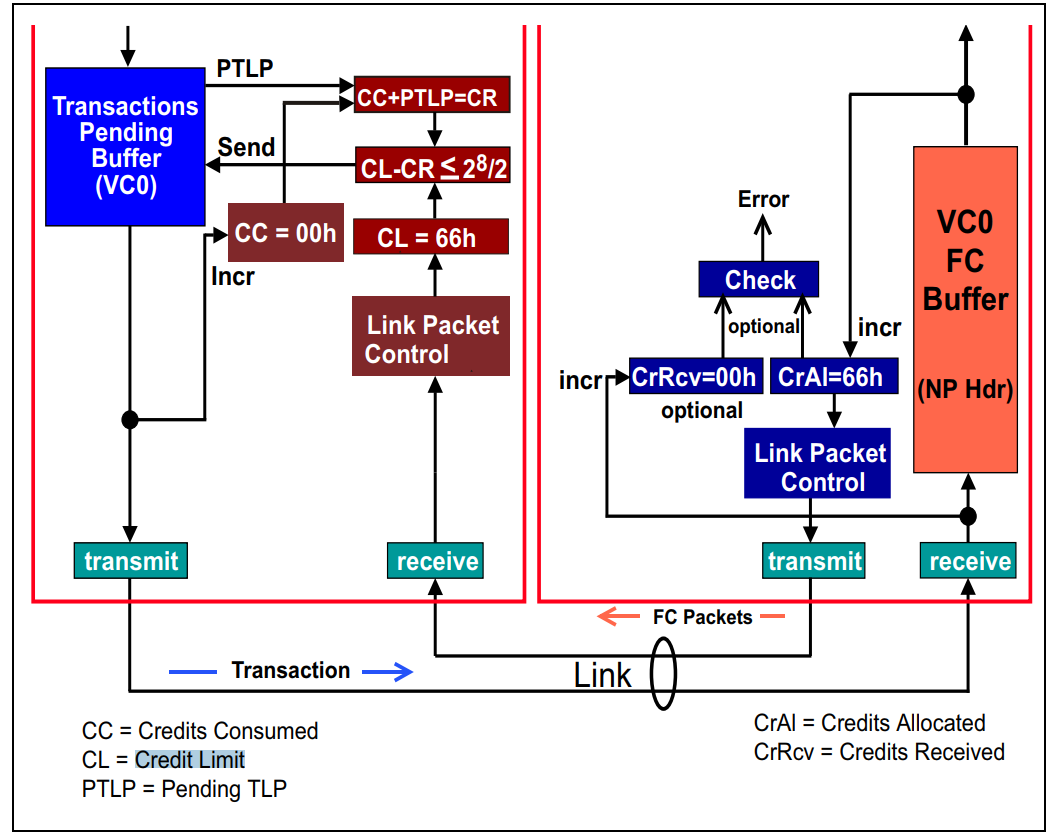 PTLP
Transactions
Pending
Buffer
(VC0)
CC+PTLP=CR
Send
CL-CR ≤ 2⁸/2
CC = 00h
CL = 66h
Incr
Link Packet
Control
transmit
receive
Error
Check
optional
incr
incr
CrRcv=00h
CrAl=66h
optional
Link Packet
Control
VC0
FC
Buffer
(NP Hdr)
transmit
receive
FC Packets
Transaction
Link
CC = Credits Consumed
CL = Credit Limit
PTLP = Pending TLP
CrAl = Credits Allocated
CrRcv = Credits Received